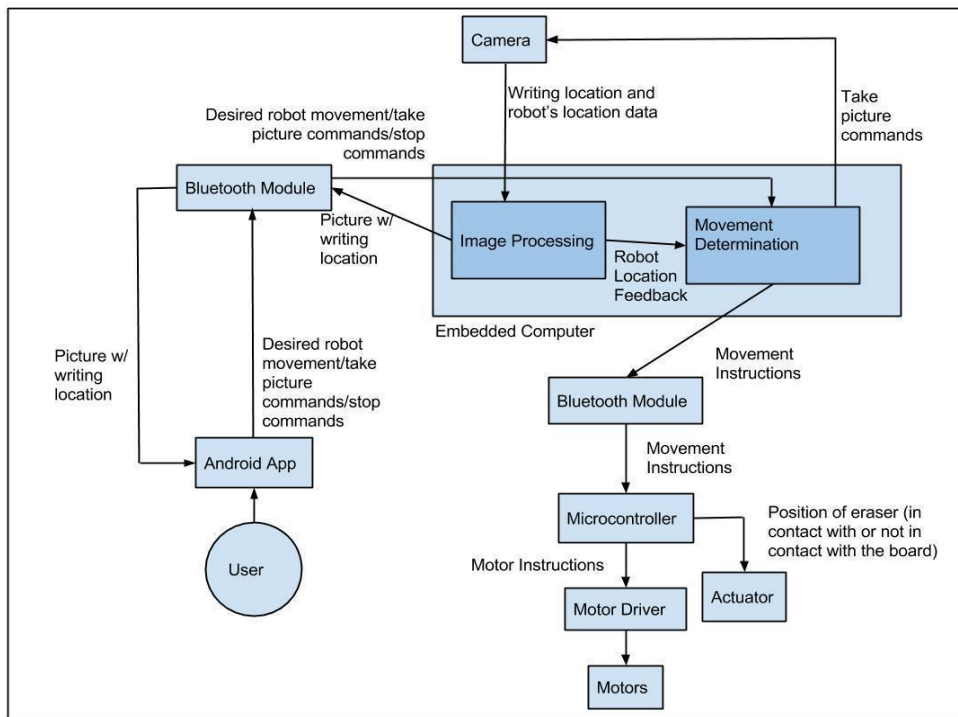 Camera
Writing location and
robot's location data
Take
picture
commands
Desired robot movement/take
picture commands/stop
commands
Bluetooth Module
Picture w/
writing
location
Image Processing
Movement
Determination
Robot
Location
Feedback
Embedded Computer
Picture w/
writing
location
Desired robot
movement/take
picture
commands/stop
commands
Movement
Instructions
Bluetooth Module
Movement
Instructions
Android App
Microcontroller
Position of eraser (in
contact with or not in
contact with the board)
User
Motor Instructions
Motor Driver
Actuator
Motors